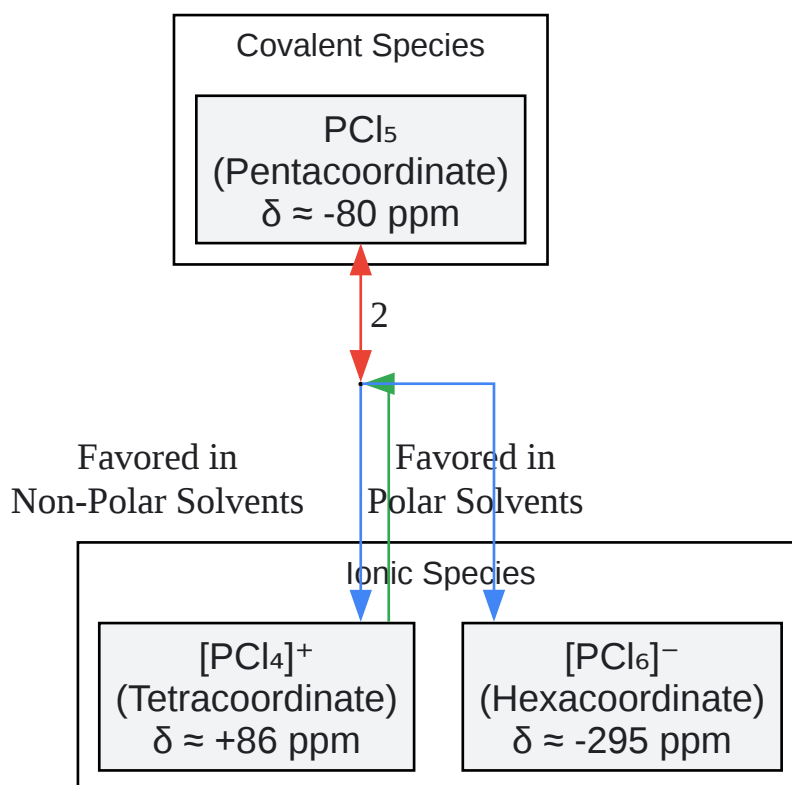 Covalent Species
PCl₅
(Pentacoordinate)
δ ≈ -80 ppm
2
Favored in
Non-Polar Solvents
Favored in
Polar Solvents
Ionic Species
[PCl₄]⁺
(Tetracoordinate)
δ ≈ +86 ppm
[PCl₆]⁻
(Hexacoordinate)
δ ≈ -295 ppm